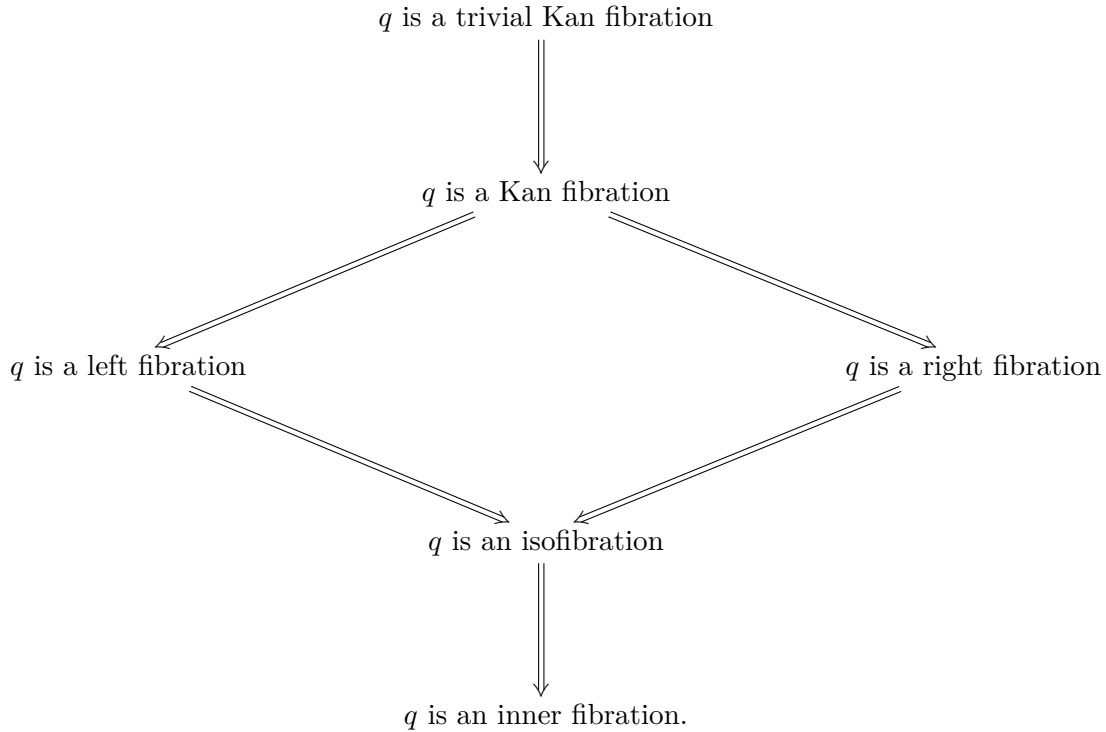 q is a trivial Kan fibration
q is a Kan fibration
q is a left fibration
q is a right fibration
q is an isofibration
q is an inner fibration.